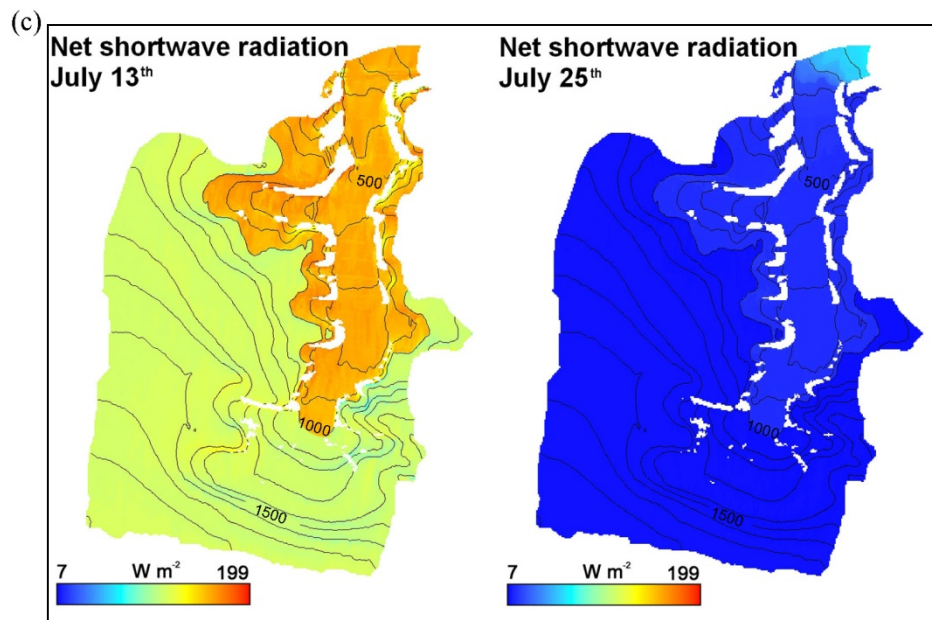 (c)
Net shortwave radiation
July 13th
500
1000
1500
7 W m-2 199
Net shortwave radiation
July 25th
500
1000
1500
7 W m-2 199